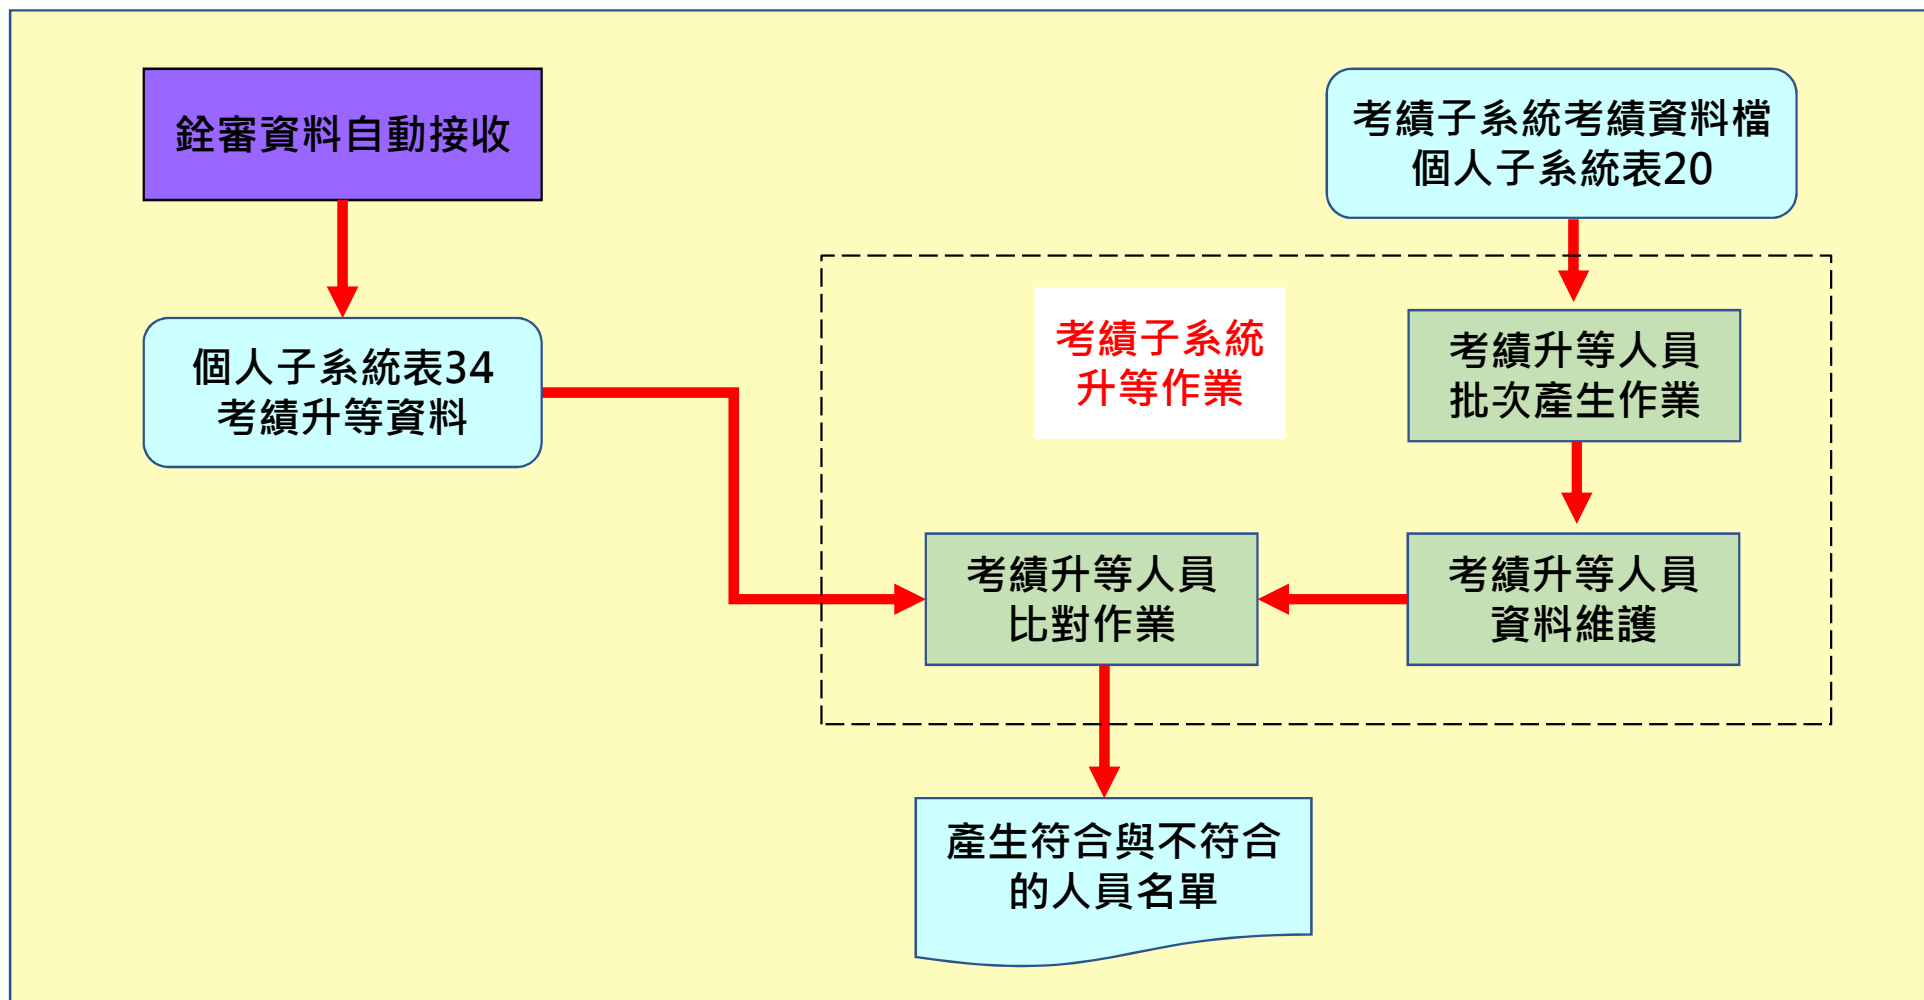 銓審資料自動接收
考績子系統考績資料檔
個人子系統表20
個人子系統表34
考績升等資料
考績子系統
升等作業
考績升等人員
批次產生作業
考績升等人員
比對作業
考績升等人員
資料維護
產生符合與不符合
的人員名單